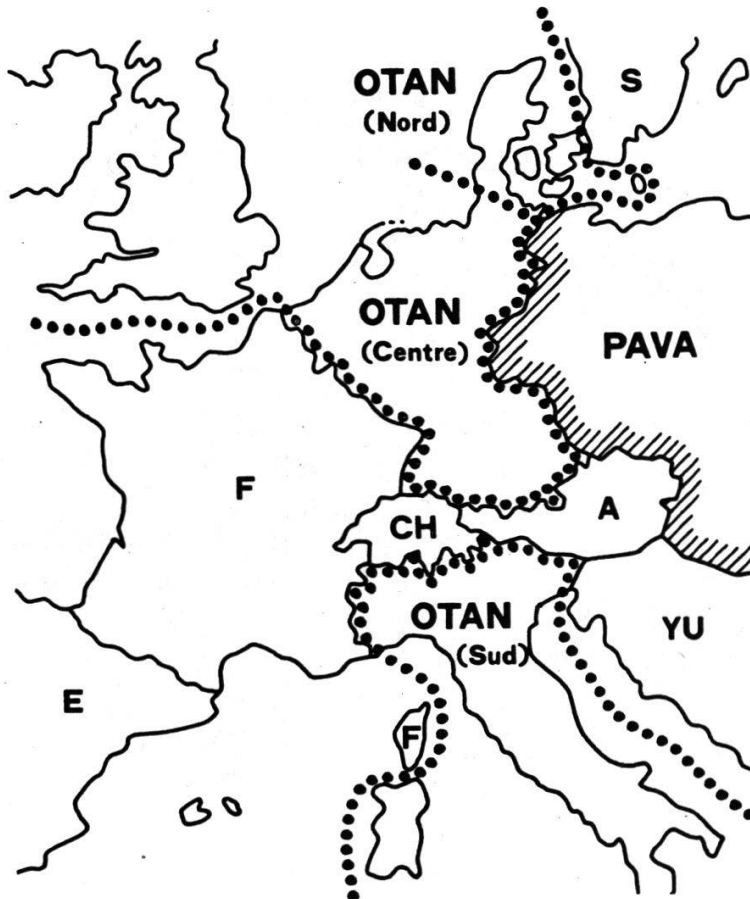 OTAN
(Nord)
S
OTAN
(Centre)
PAVA
F
A
CH
OTAN
(Sud)
YU
E
F